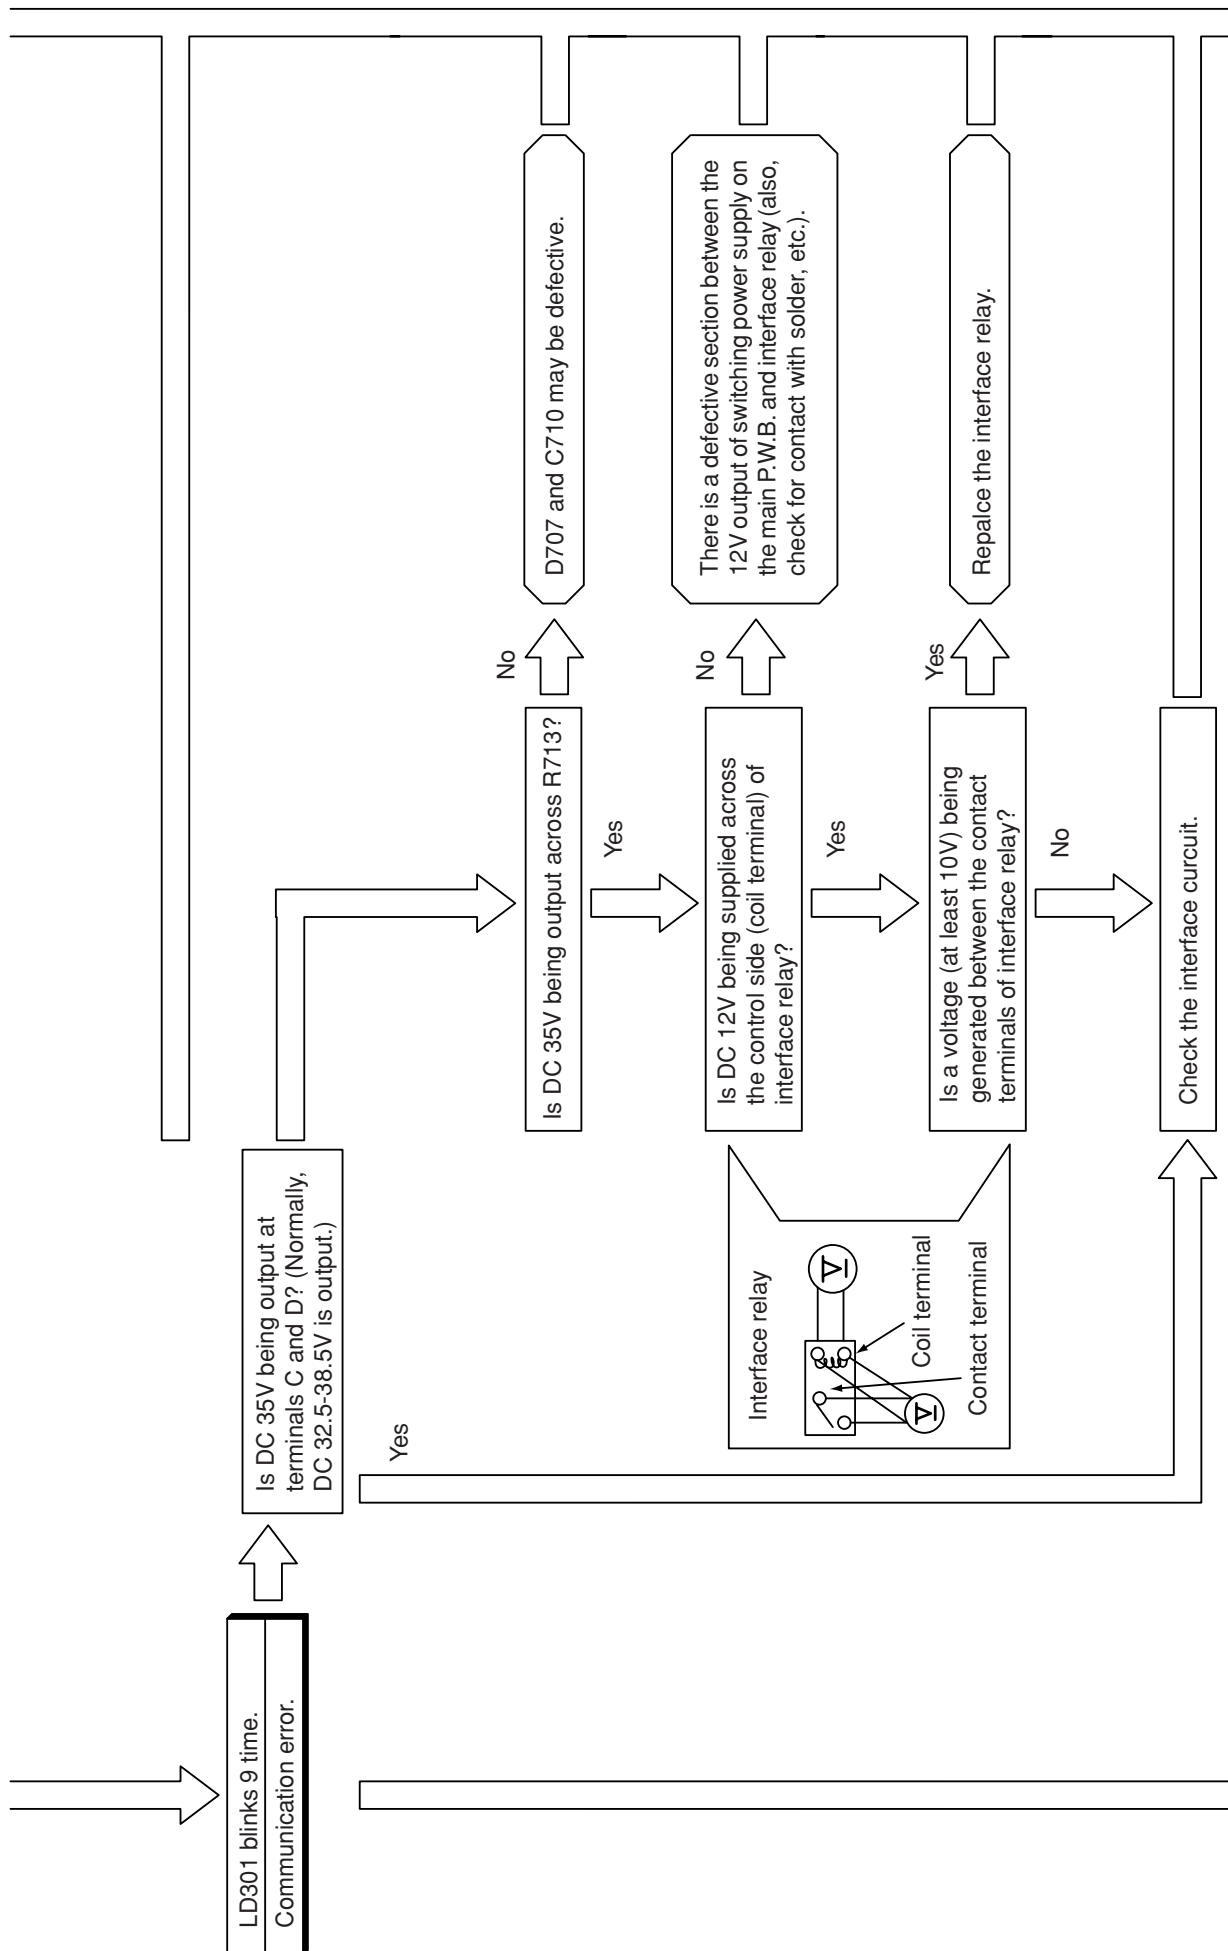 LD301 blinks 9 time.
Communication error.
Is DC 35V being output at
terminals C and D? (Normally,
DC 32.5-38.5V is output.)
Yes
Is DC 35V being output across R713?
No
D707 and C710 may be defective.
Yes
Is DC 12V being supplied across
the control side (coil terminal) of
interface relay?
No
There is a defective section between the
12V output of switching power supply on
the main P.W.B. and interface relay (also,
check for contact with solder, etc.).
Yes
Interface relay
V
V
Coil terminal
Contact terminal
Is a voltage (at least 10V) being
generated between the contact
terminals of interface relay?
Yes
Repalce the interface relay.
No
Check the interface curcuit.